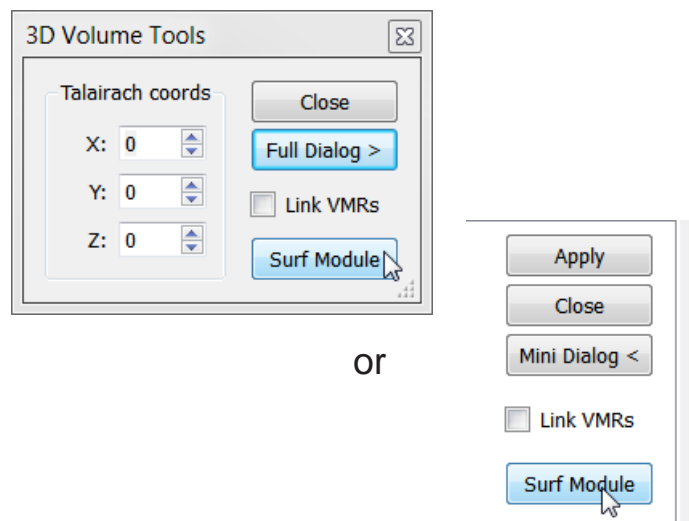 3D Volume Tools
Talairach coords
Close
X: 0
Full Dialog >
Y: 0
Link VMRs
Z: 0
Surf Module
or
Apply
Close
Mini Dialog <
Link VMRs
Surf Module